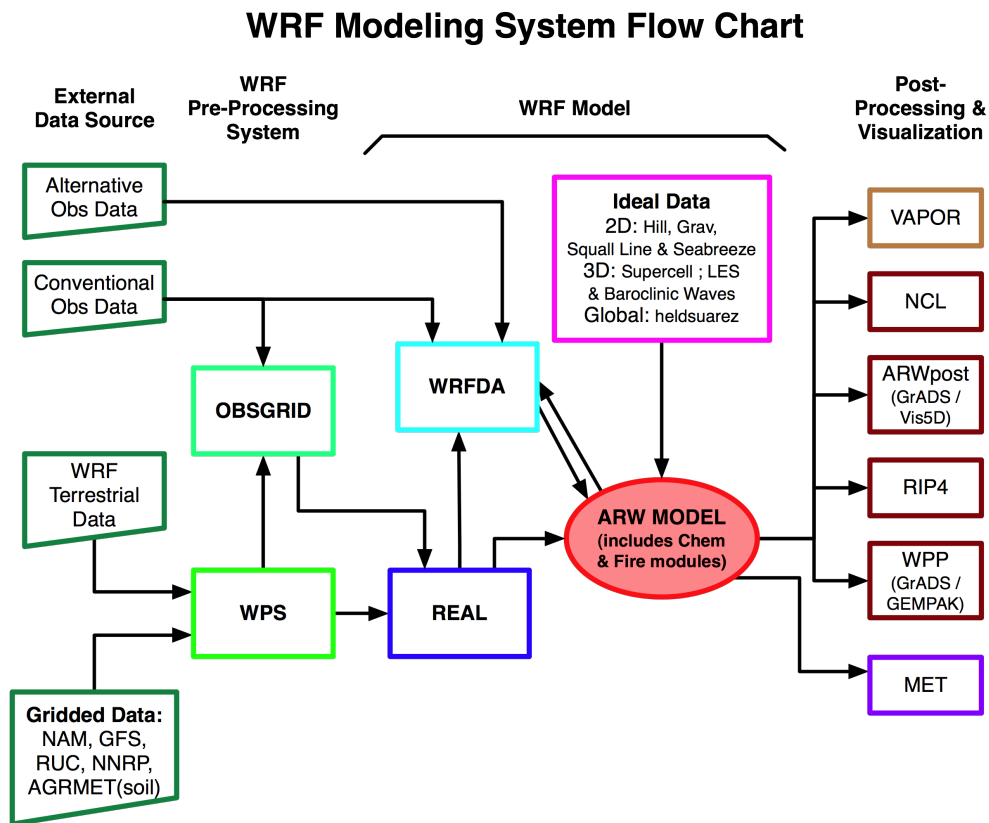 WRF Modeling System Flow Chart
External
Data Source
WRF
Pre-Processing
System
WRF Model
Post-
Processing &
Visualization
Alternative
Obs Data
Conventional
Obs Data
WRF
Terrestrial
Data
Gridded Data:
NAM, GFS,
RUC, NNRP,
AGRMET(soil)
OBSGRID
WPS
WRFDA
REAL
Ideal Data
2D: Hill, Grav,
Squall Line & Seabreeze
3D: Supercell ; LES
& Baroclinic Waves
Global: heldsuarez
ARW MODEL
(includes Chem
& Fire modules)
VAPOR
NCL
ARWpost
(GrADS /
Vis5D)
RIP4
WPP
(GrADS /
GEMPAK)
MET